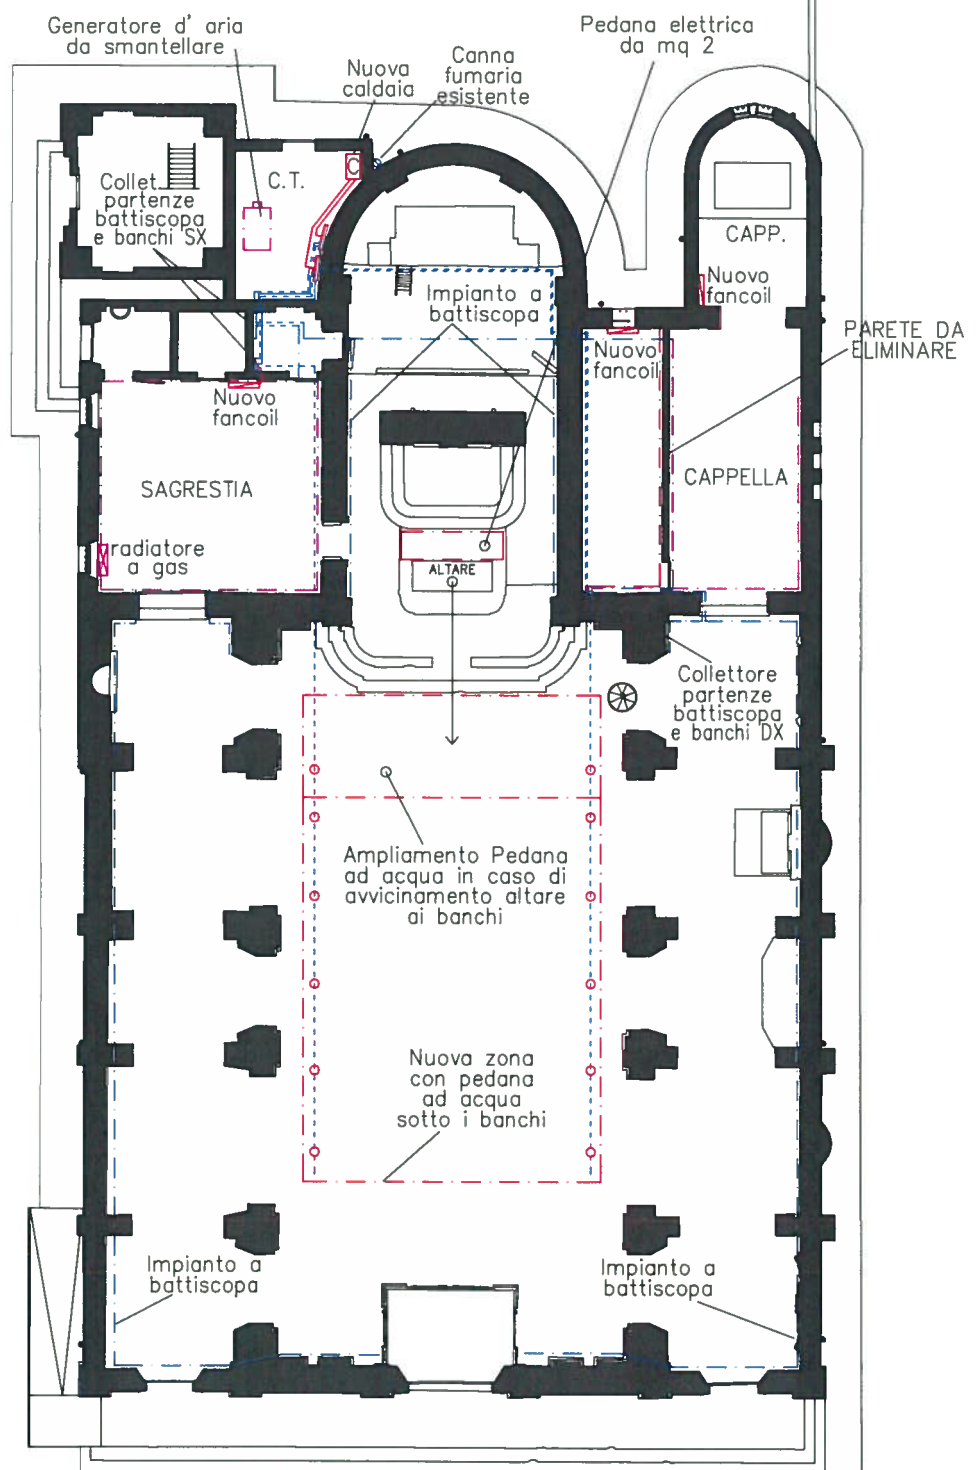 Generatore d' aria
da smantellare
Nuova
caldaia
Canna
fumaria
esistente
Pedana elettrica
da mq 2
C
C.T.
Collet.
partenze
battiscopa
e banchi SX
CAPP.
Nuovo
fancoil
Impianto a
battiscopa
PARETE DA
ELIMINARE
Nuovo
fancoil
Nuovo
fancoil
SAGRESTIA
CAPPELLA
radiatore
a gas
ALTARE
Collettore
partenze
battiscopa
e banchi DX
Ampliamento Pedana
ad acqua in caso di
avvicinamento altare
ai banchi
Nuova zona
con pedana
ad acqua
sotto i banchi
Impianto a
battiscopa
Impianto a
battiscopa